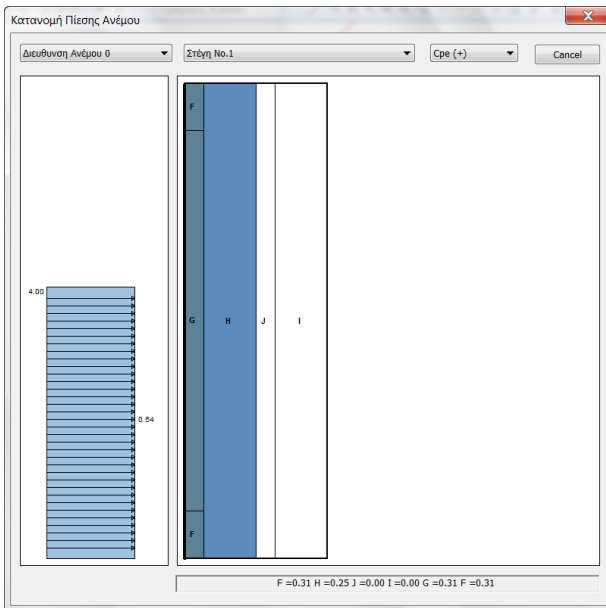 Κατανομή Πίεσης Ανέμου
Διευθυνση Ανέμου 0
Στέγη No.1
Cpe (+)
Cancel
F
4.00
G H J I
0.54
F
F =0.31 H =0.25 J =0.00 I =0.00 G =0.31 F =0.31